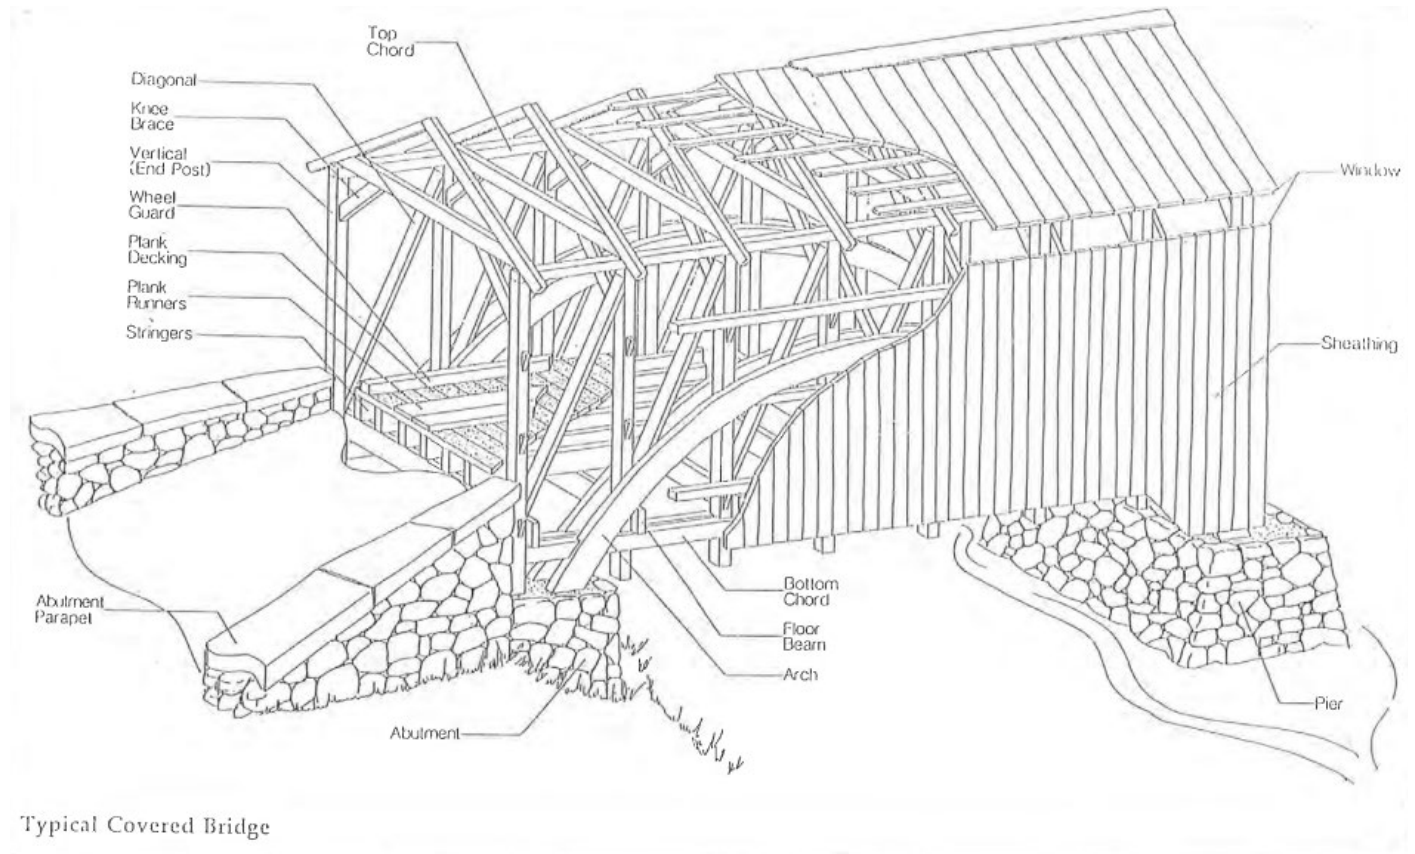 Top
Chord
Diagonal
Knee
Brace
Vertical
(End Post)
Wheel
Guard
Plank
Decking
Plank
Runners
Stringers
Window
Sheathing
Abutment
Parapet
Bottom
Chord
Floor
Beam
Arch
Abutment
Pier
Typical Covered Bridge